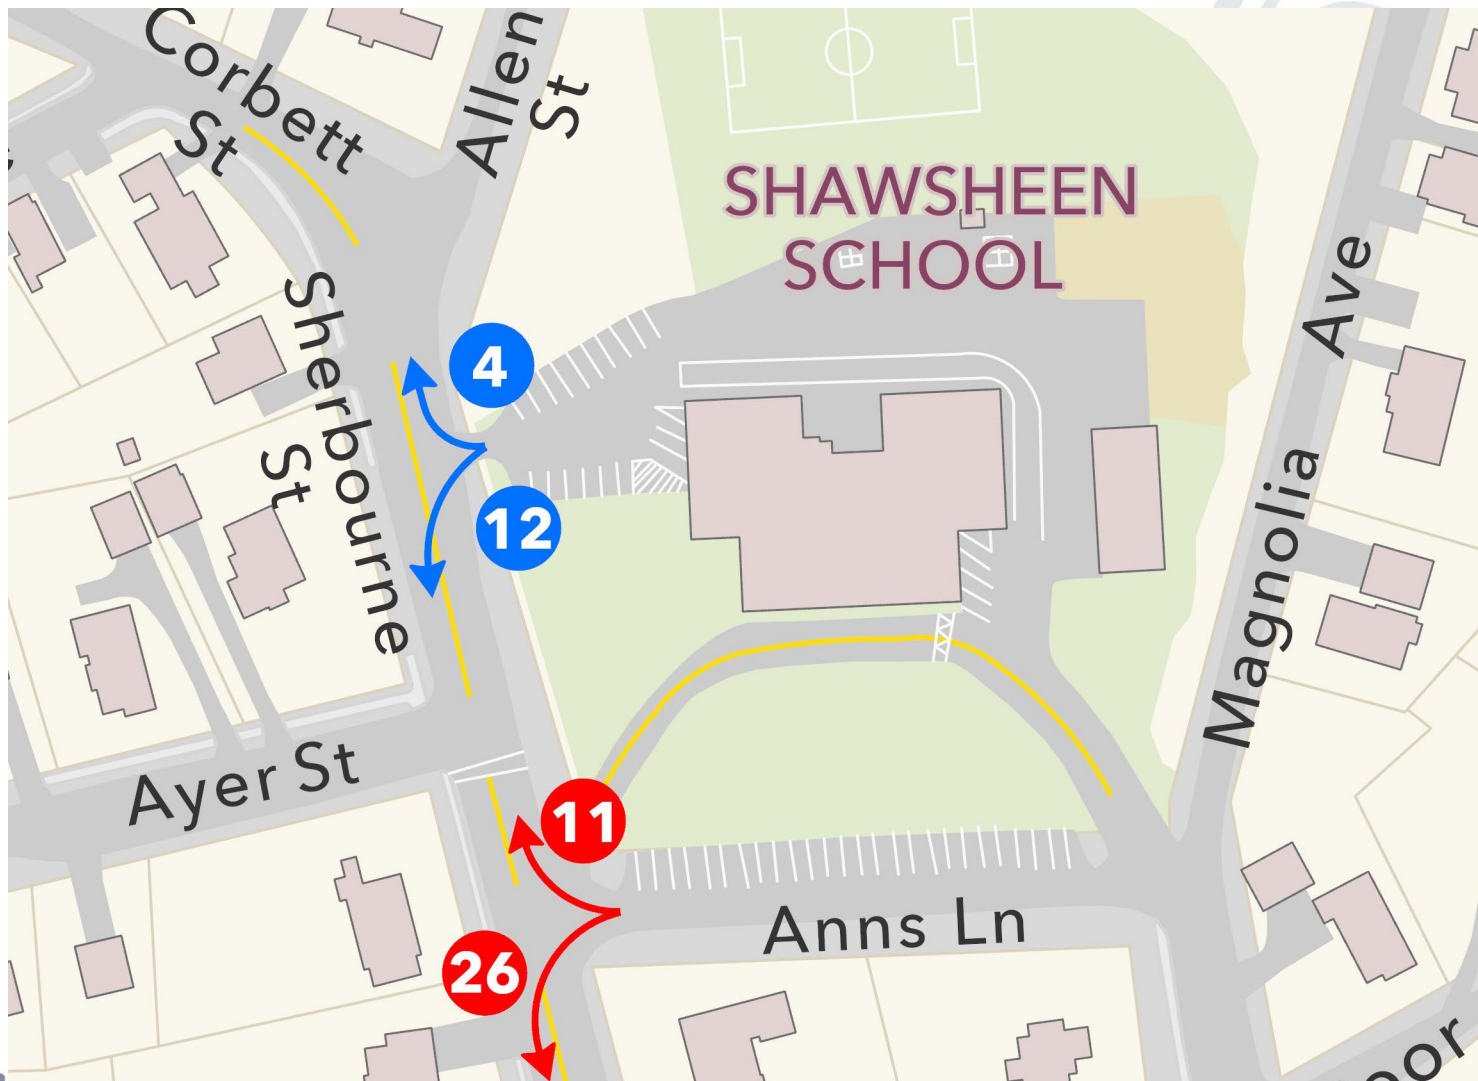 Corbett
St
Allen
St
SHAWSHEEN
SCHOOL
Magnolia Ave
Sherbourne
St
4
12
Ayer St
11
26
Anns Ln